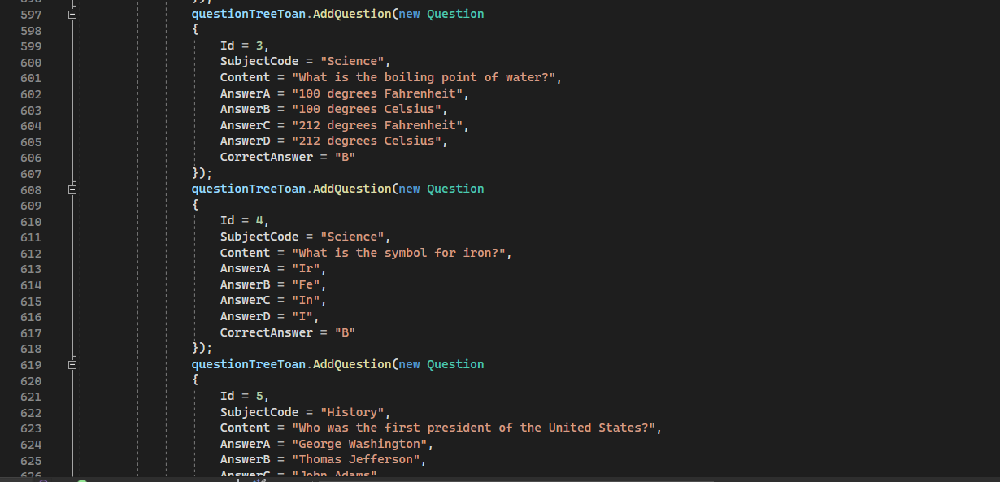 596 });
597 questionTreeToan.AddQuestion(new Question
598 {
599 Id = 3,
600 SubjectCode = "Science",
601 Content = "What is the boiling point of water?",
602 AnswerA = "100 degrees Fahrenheit",
603 AnswerB = "100 degrees Celsius",
604 AnswerC = "212 degrees Fahrenheit",
605 AnswerD = "212 degrees Celsius",
606 CorrectAnswer = "B"
607 });
608 questionTreeToan.AddQuestion(new Question
609 {
610 Id = 4,
611 SubjectCode = "Science",
612 Content = "What is the symbol for iron?",
613 AnswerA = "Ir",
614 AnswerB = "Fe",
615 AnswerC = "In",
616 AnswerD = "I",
617 CorrectAnswer = "B"
618 });
619 questionTreeToan.AddQuestion(new Question
620 {
621 Id = 5,
622 SubjectCode = "History",
623 Content = "Who was the first president of the United States?",
624 AnswerA = "George Washington",
625 AnswerB = "Thomas Jefferson",
626 AnswerC = "John Adams"